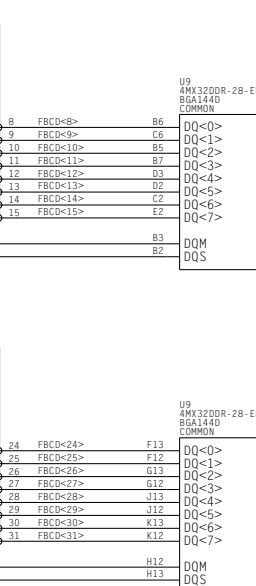 U9
4MX32DDR-28-E
BGA144D
COMMON
8 FBCD<8> B6 DQ<0>
9 FBCD<9> C6 DQ<1>
10 FBCD<10> B5 DQ<2>
11 FBCD<11> B7 DQ<3>
12 FBCD<12> D3 DQ<4>
13 FBCD<13> D2 DQ<5>
14 FBCD<14> C2 DQ<6>
15 FBCD<15> E2 DQ<7>
B3 DQM
B2 DQS
U9
4MX32DDR-28-E
BGA144D
COMMON
24 FBCD<24> F13 DQ<0>
25 FBCD<25> F12 DQ<1>
26 FBCD<26> G13 DQ<2>
27 FBCD<27> G12 DQ<3>
28 FBCD<28> J13 DQ<4>
29 FBCD<29> J12 DQ<5>
30 FBCD<30> K13 DQ<6>
31 FBCD<31> K12 DQ<7>
H12 DQM
H13 DQS